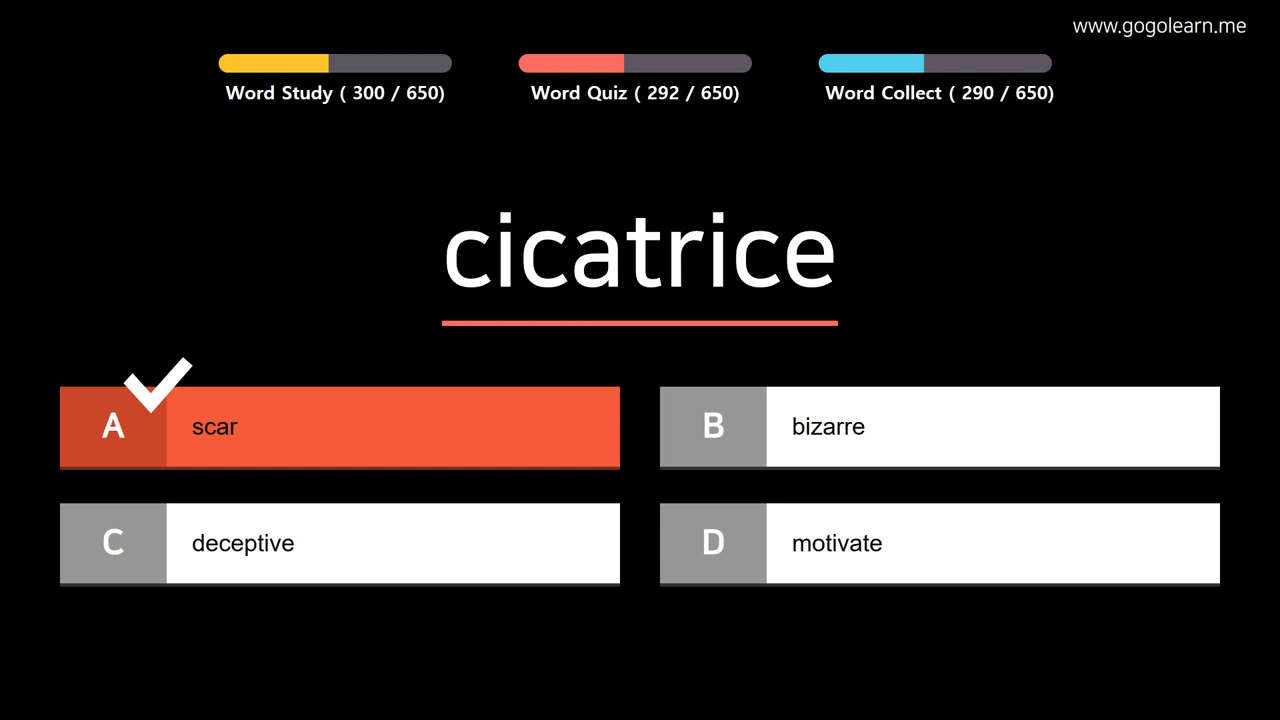 www.gogolearn.me
Word Study ( 300 / 650)
Word Quiz ( 292 / 650)
Word Collect ( 290 / 650)
cicatrice
A scar
B bizarre
C deceptive
D motivate